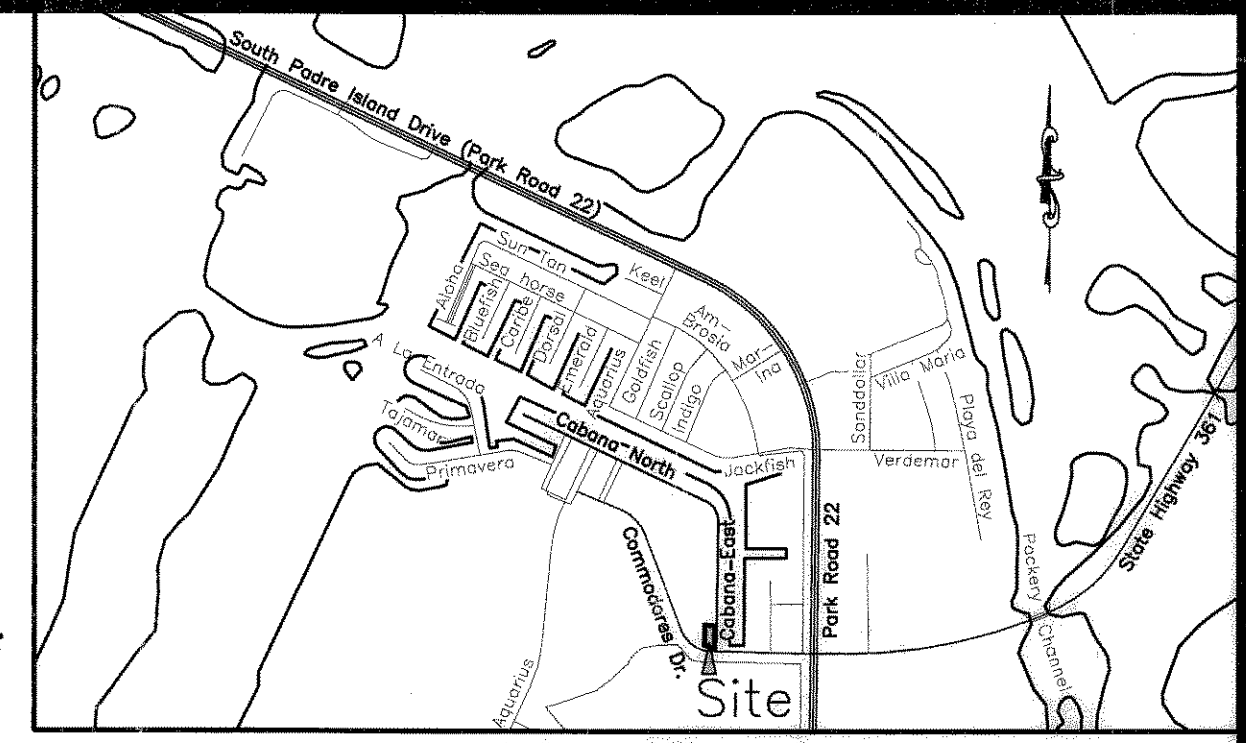 South Padre Island Drive (Park Road 22)
Sun-Tan
Keel
Aloha
Sea horse
Bluefish
Caribe
Dorsal
Emerald
Aquarius
Goldfish
Scallop
Indigo
Am-
Brosia
Mar-
Ina
A La Entrada
Tajamar
Primavera
Cabana-North
Jackfish
Sanddollar
Villa Maria
Playa del Rey
Verdemar
State Highway 361
Commodores Dr.
Cabana-East
Park Road 22
Packery
Channel
Aquarius
Site